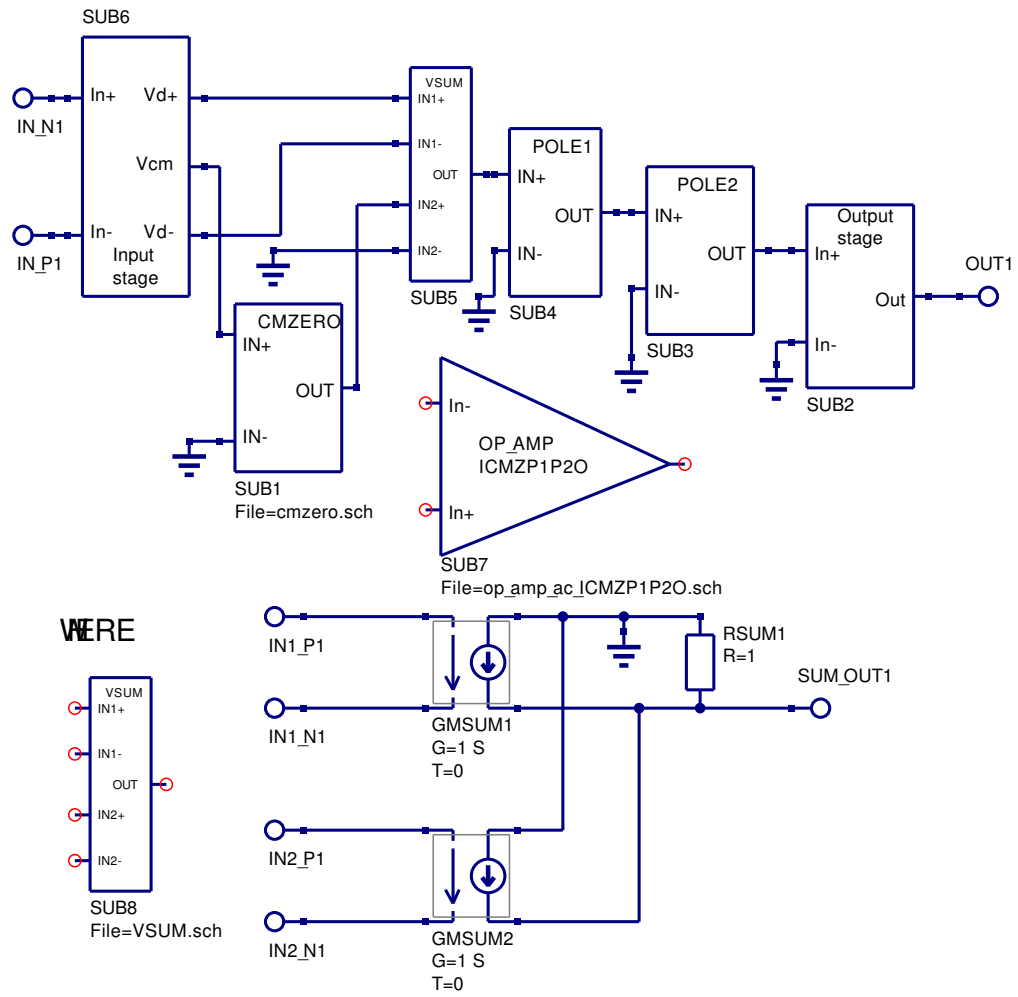 SUB6
In+
Vd+
IN_N1
Vcm
In-
Vd-
IN_P1
Input
stage
VSUM
IN1+
IN1-
OUT
IN2+
IN2-
SUB5
POLE1
IN+
OUT
IN-
SUB4
POLE2
IN+
OUT
IN-
SUB3
Output
stage
In+
Out
In-
SUB2
OUT1
CMZERO
IN+
OUT
IN-
SUB1
File=cmzero.sch
In-
OP_AMP
ICMZP1P2O
In+
SUB7
File=op_amp_ac_ICMZP1P2O.sch
VSUM
IN1+
IN1-
OUT
IN2+
IN2-
SUB8
File=VSUM.sch
IN1_P1
IN1_N1
GMSUM1
G=1 S
T=0
RSUM1
R=1
SUM_OUT1
IN2_P1
IN2_N1
GMSUM2
G=1 S
T=0